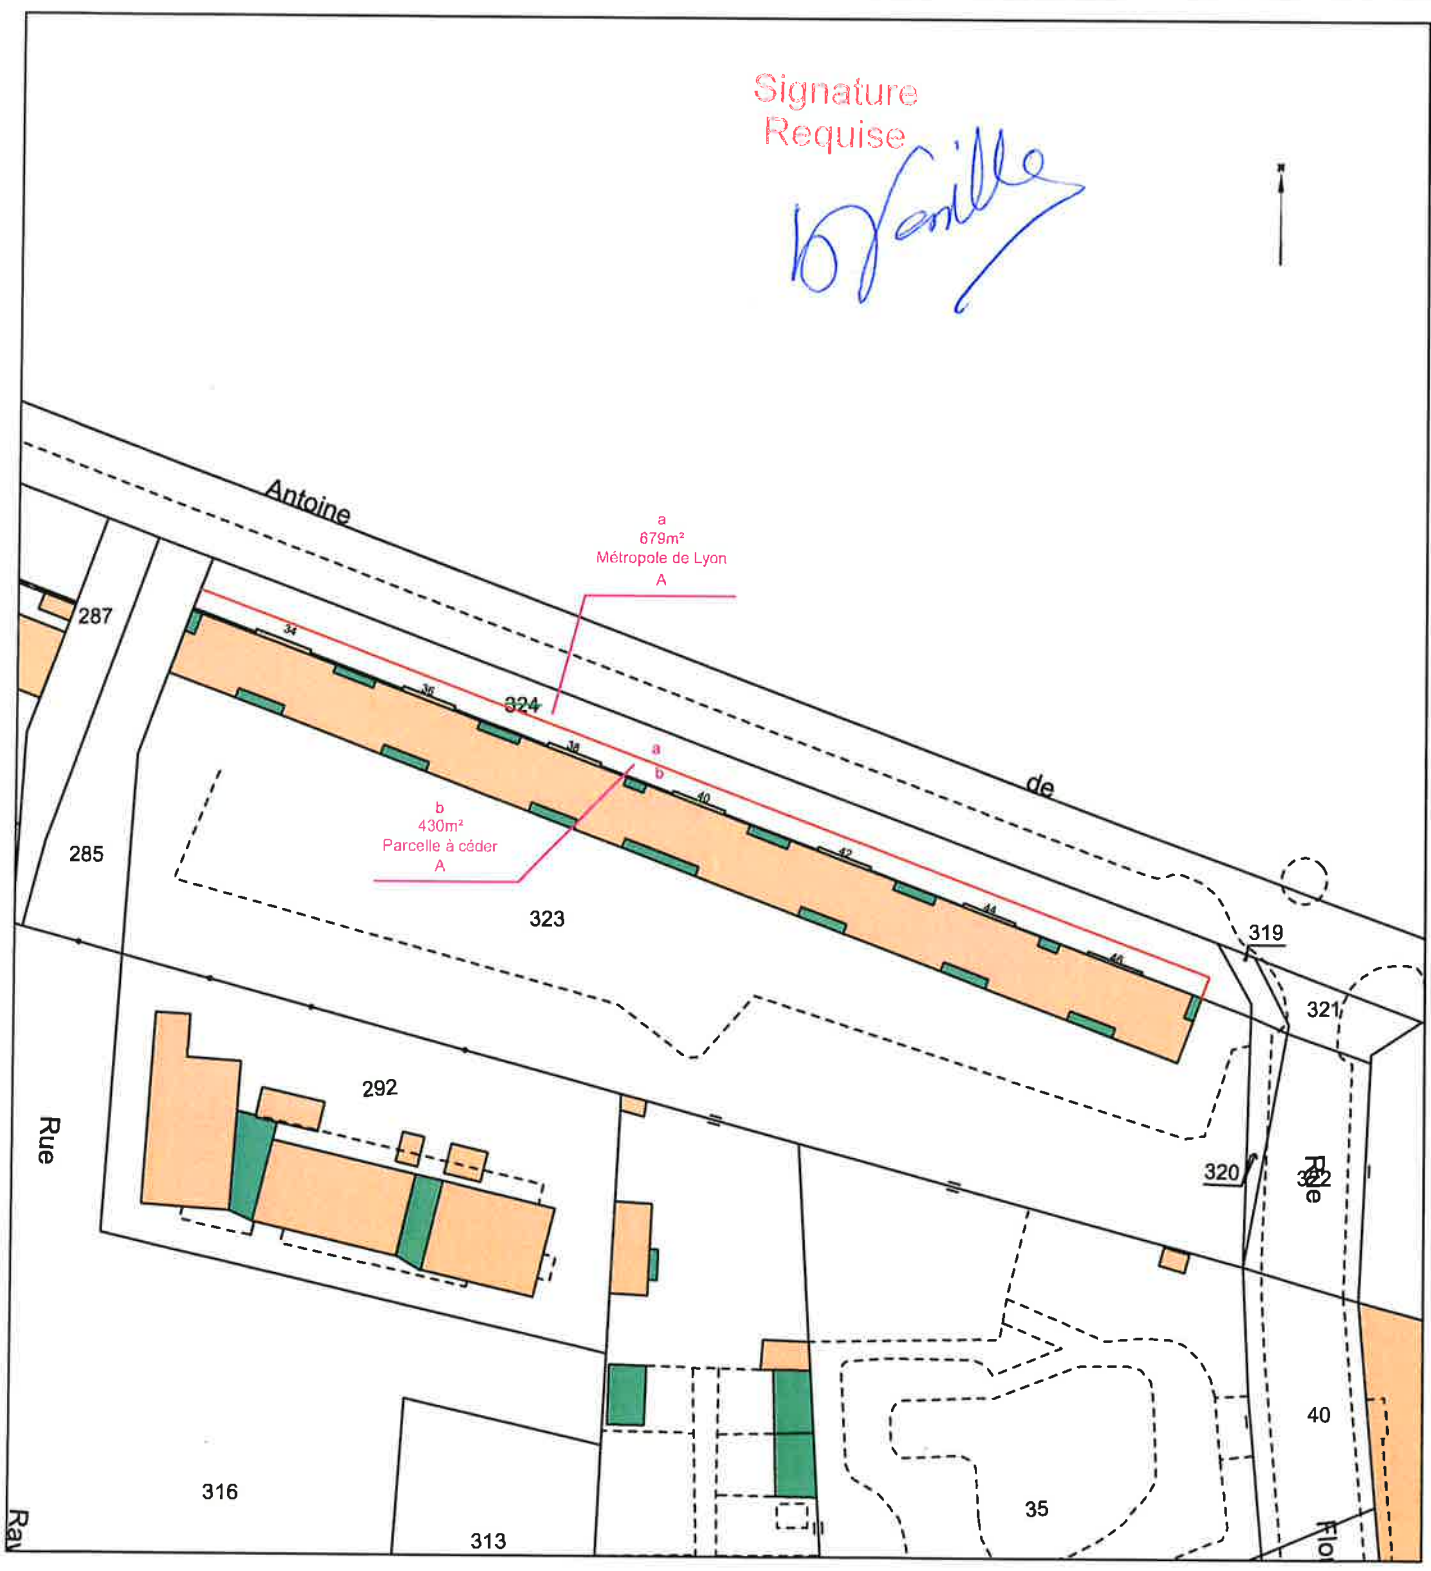 Signature
Requise
Antoine
a
679m²
Métropole de Lyon
A
287
34
36
324
38
a
b
40
de
b
430m²
Parcelle à céder
A
42
285
44
323
319
46
321
292
Rue
320
322
Rue
40
316
35
313